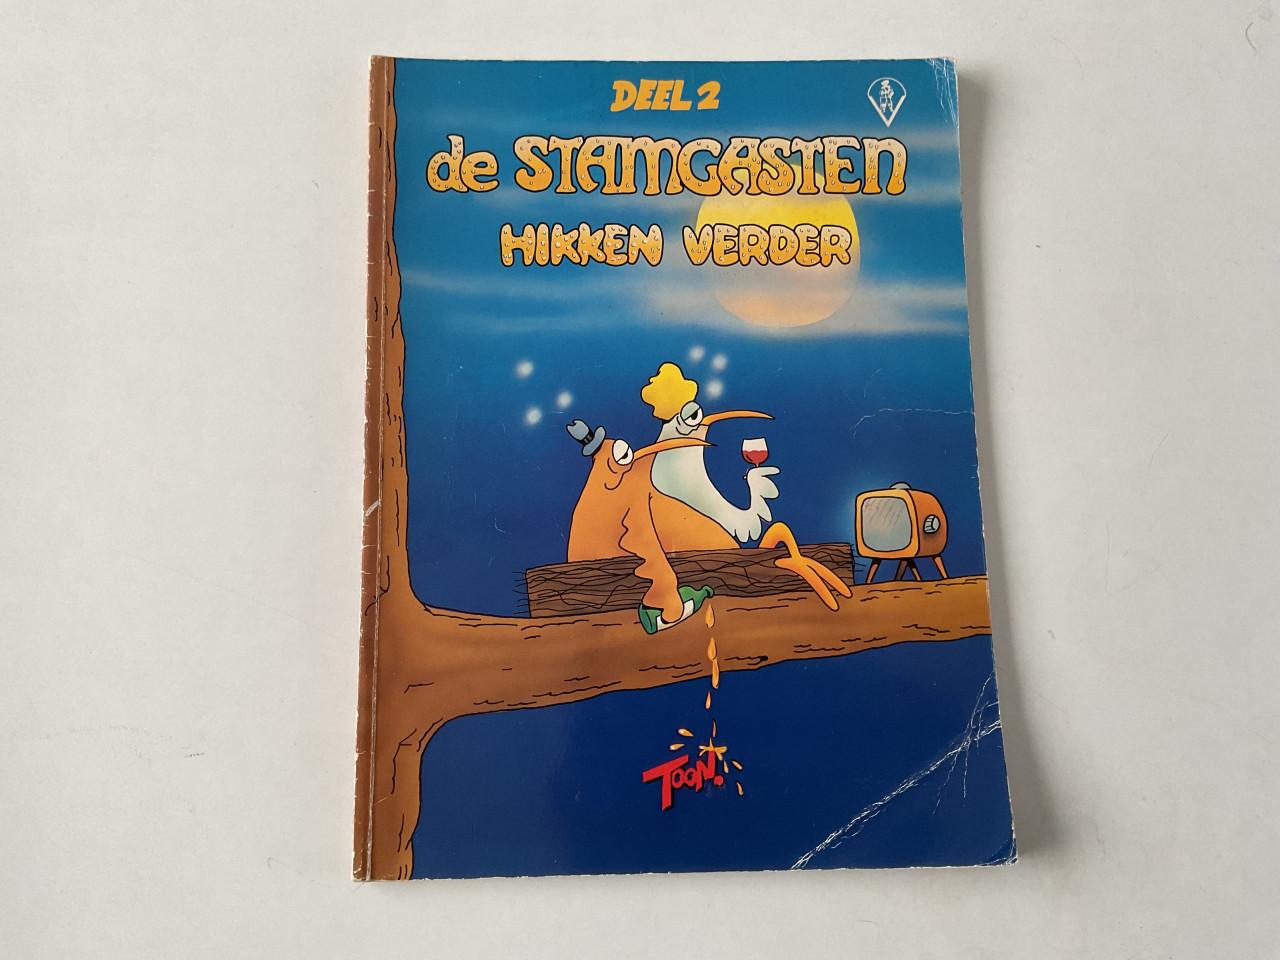 DEEL 2
de STAMGASTEN
HIKKEN VERDER
TOON.